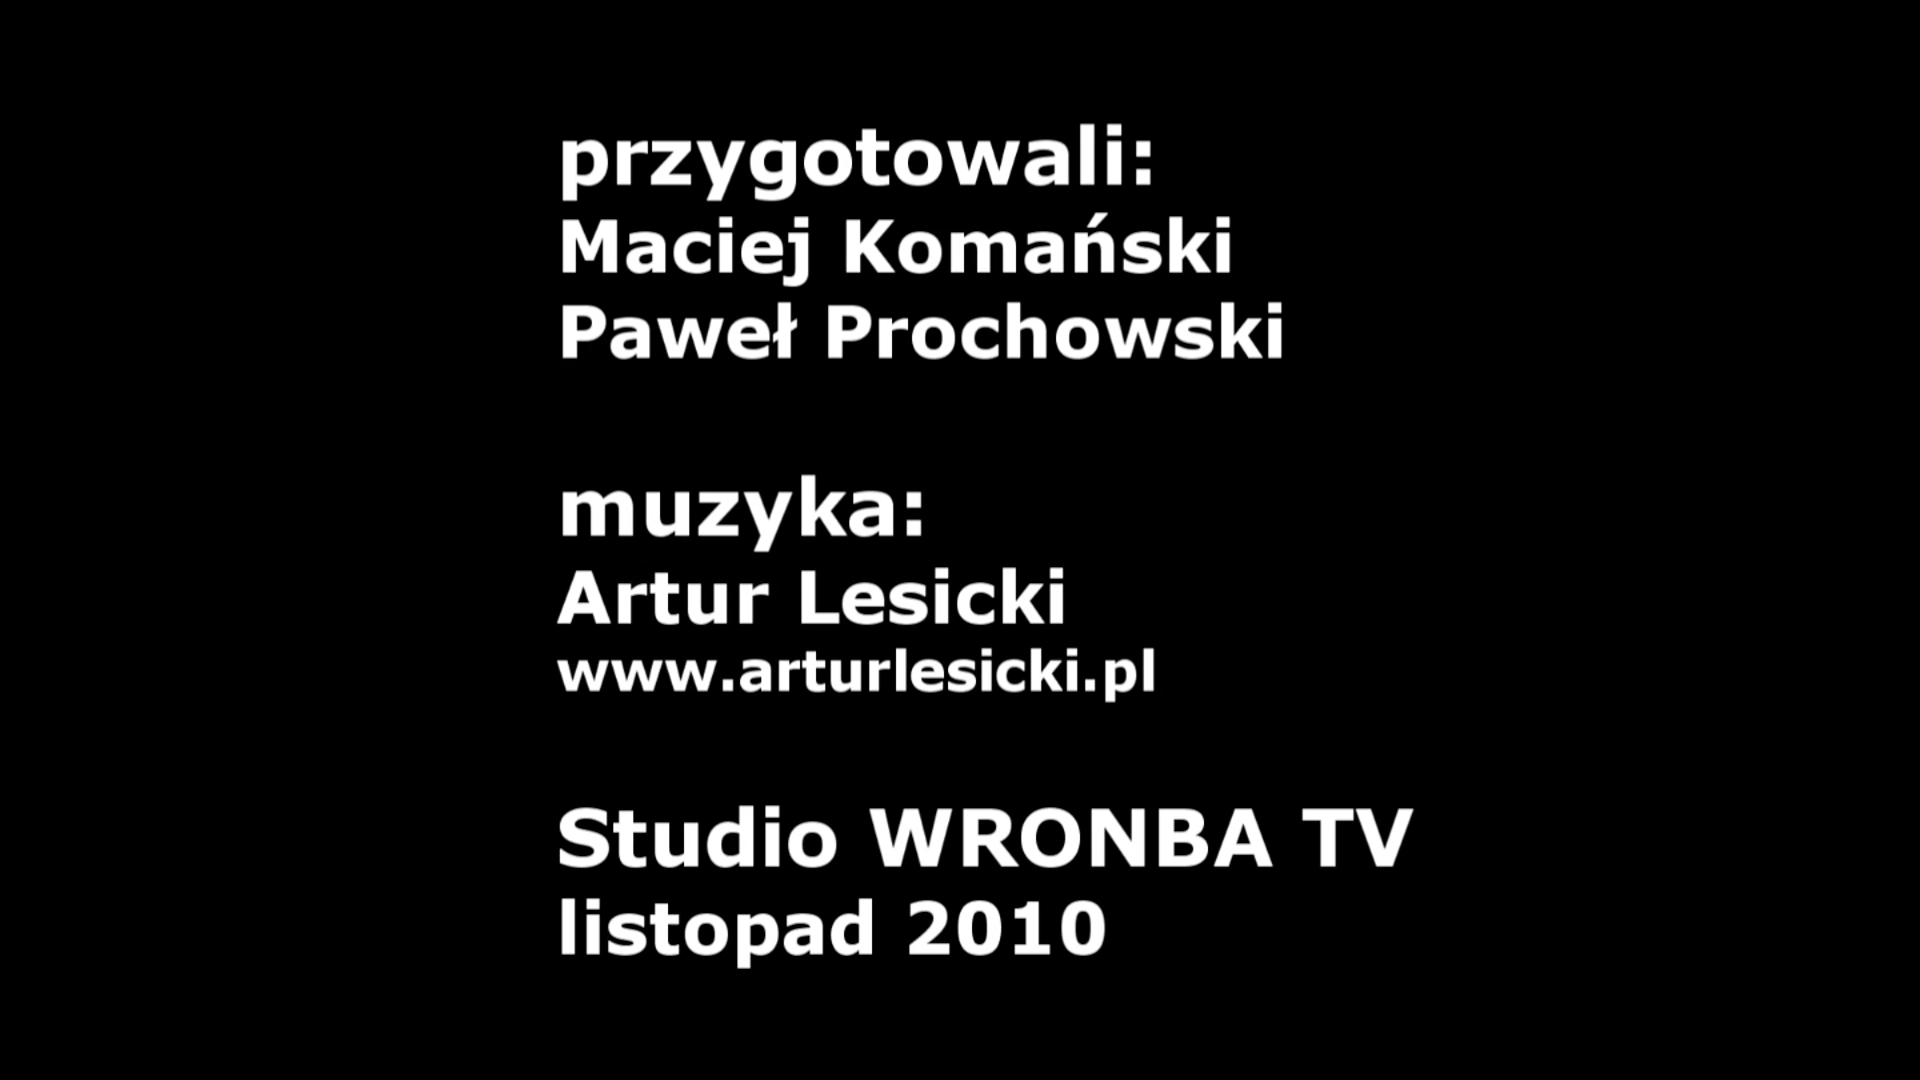 przygotowali:
Maciej Komański
Paweł Prochowski
muzyka:
Artur Lesicki
www.arturlesicki.pl
Studio WRONBA TV
listopad 2010